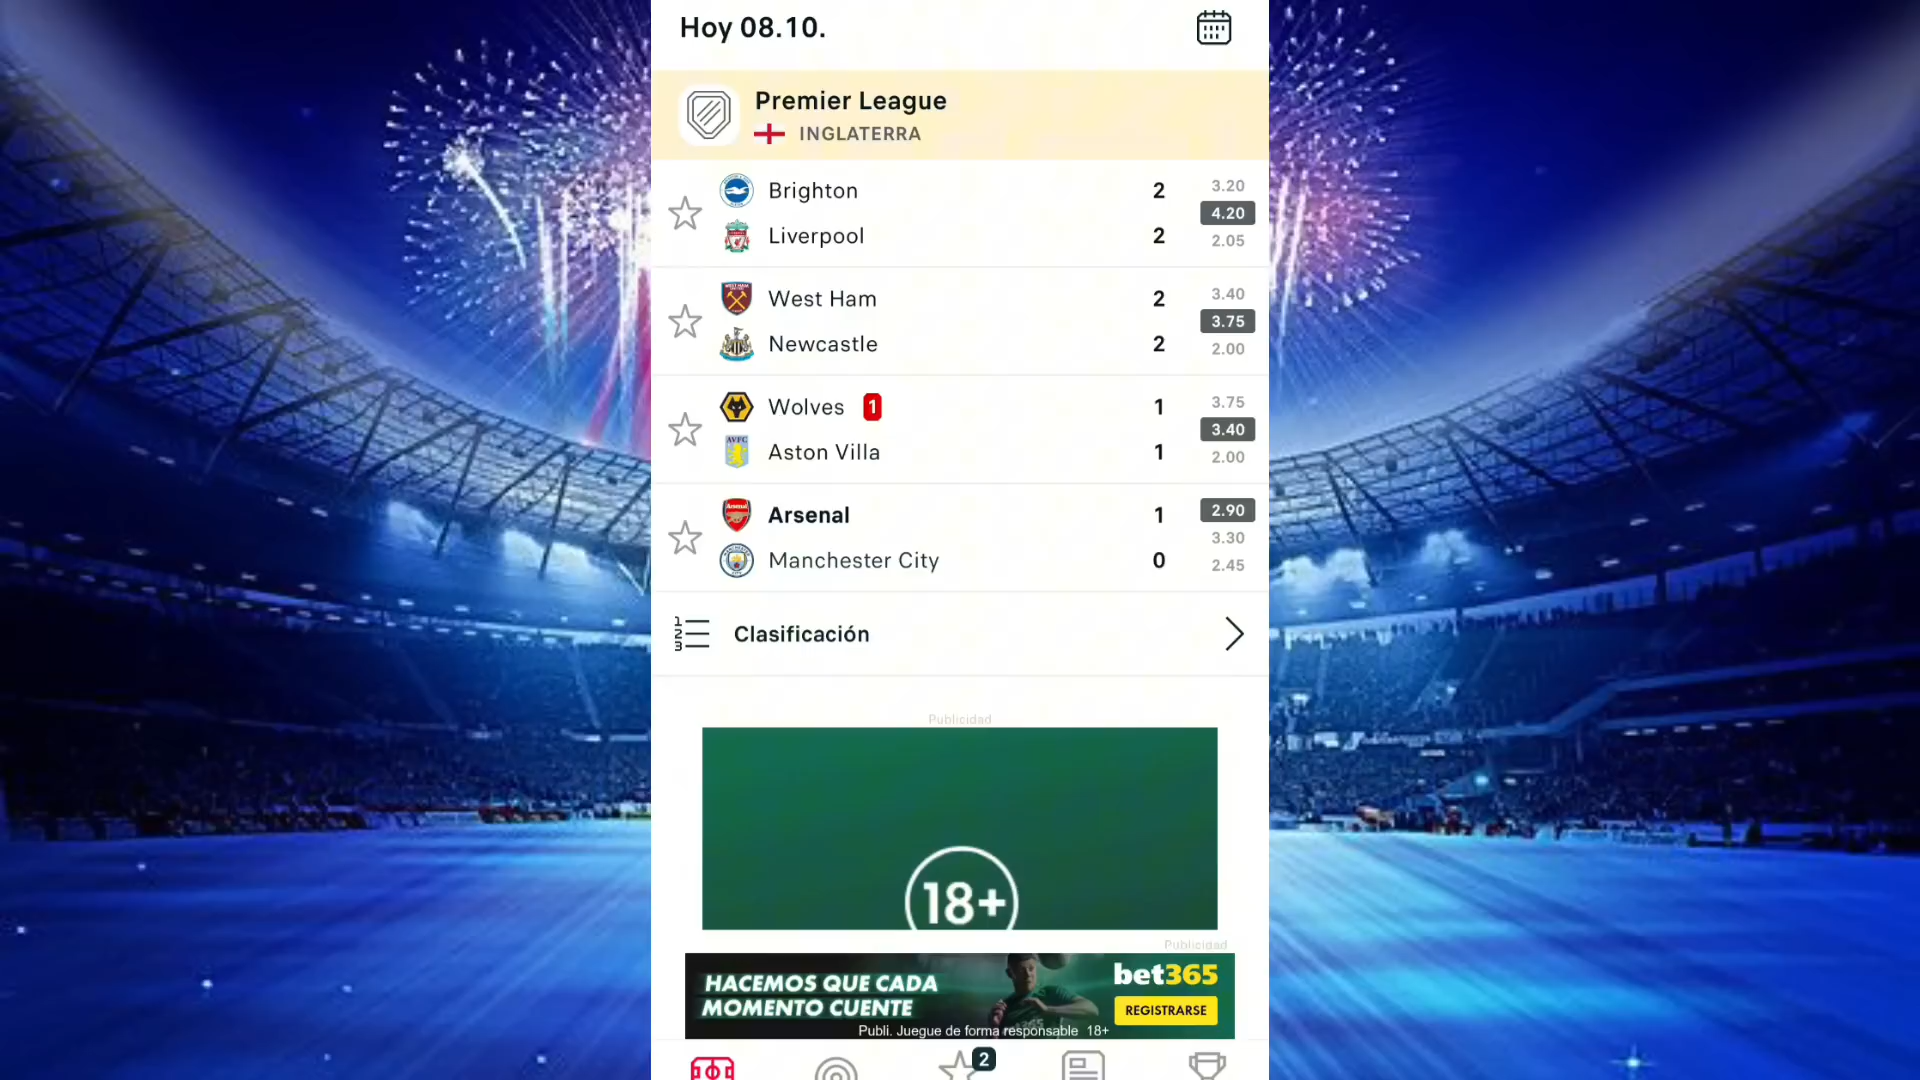 Hoy 08.10.
Premier League
INGLATERRA
Brighton 2 3.20
4.20
Liverpool 2 2.05
West Ham 2 3.40
3.75
Newcastle 2 2.00
Wolves 1 1 3.75
3.40
Aston Villa 1 2.00
Arsenal 1 2.90
3.30
Manchester City 0 2.45
Clasificación
Publicidad
18+
Publicidad
HACEMOS QUE CADA
MOMENTO CUENTE
bet365
REGISTRARSE
Publi. Juegue de forma responsable 18+
2